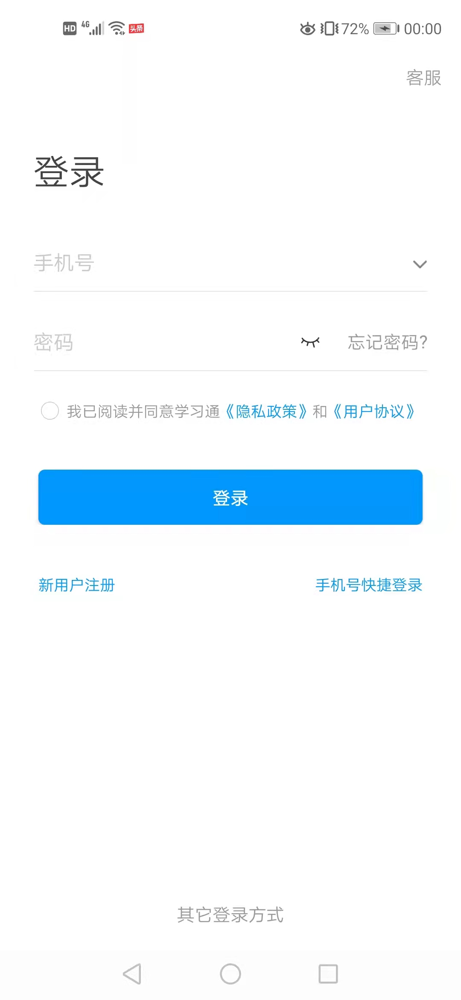 HD 4G 头条 72% 00:00
客服
登录
手机号
密码 忘记密码?
我已阅读并同意学习通《隐私政策》和《用户协议》
登录
新用户注册 手机号快捷登录
其它登录方式